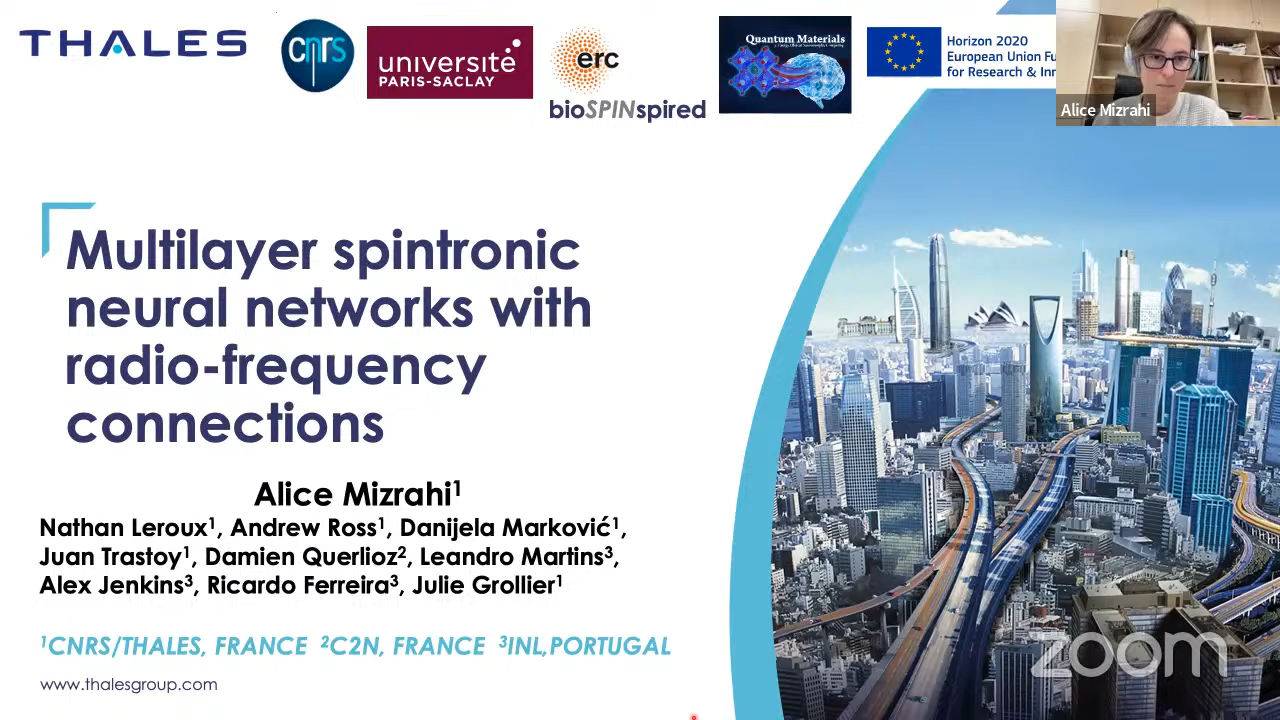 THALES
cnrs
université
PARIS-SACLAY
erc
bioSPINspired
Quantum Materials
Horizon 2020
European Union Fu
for Research & Inn
Alice Mizrahi
Multilayer spintronic
neural networks with
radio-frequency
connections
Alice Mizrahi¹
Nathan Leroux¹, Andrew Ross¹, Danijela Marković¹,
Juan Trastoy¹, Damien Querlioz², Leandro Martins³,
Alex Jenkins³, Ricardo Ferreira³, Julie Grollier¹
¹CNRS/THALES, FRANCE ²C2N, FRANCE ³INL,PORTUGAL
www.thalesgroup.com
zoom